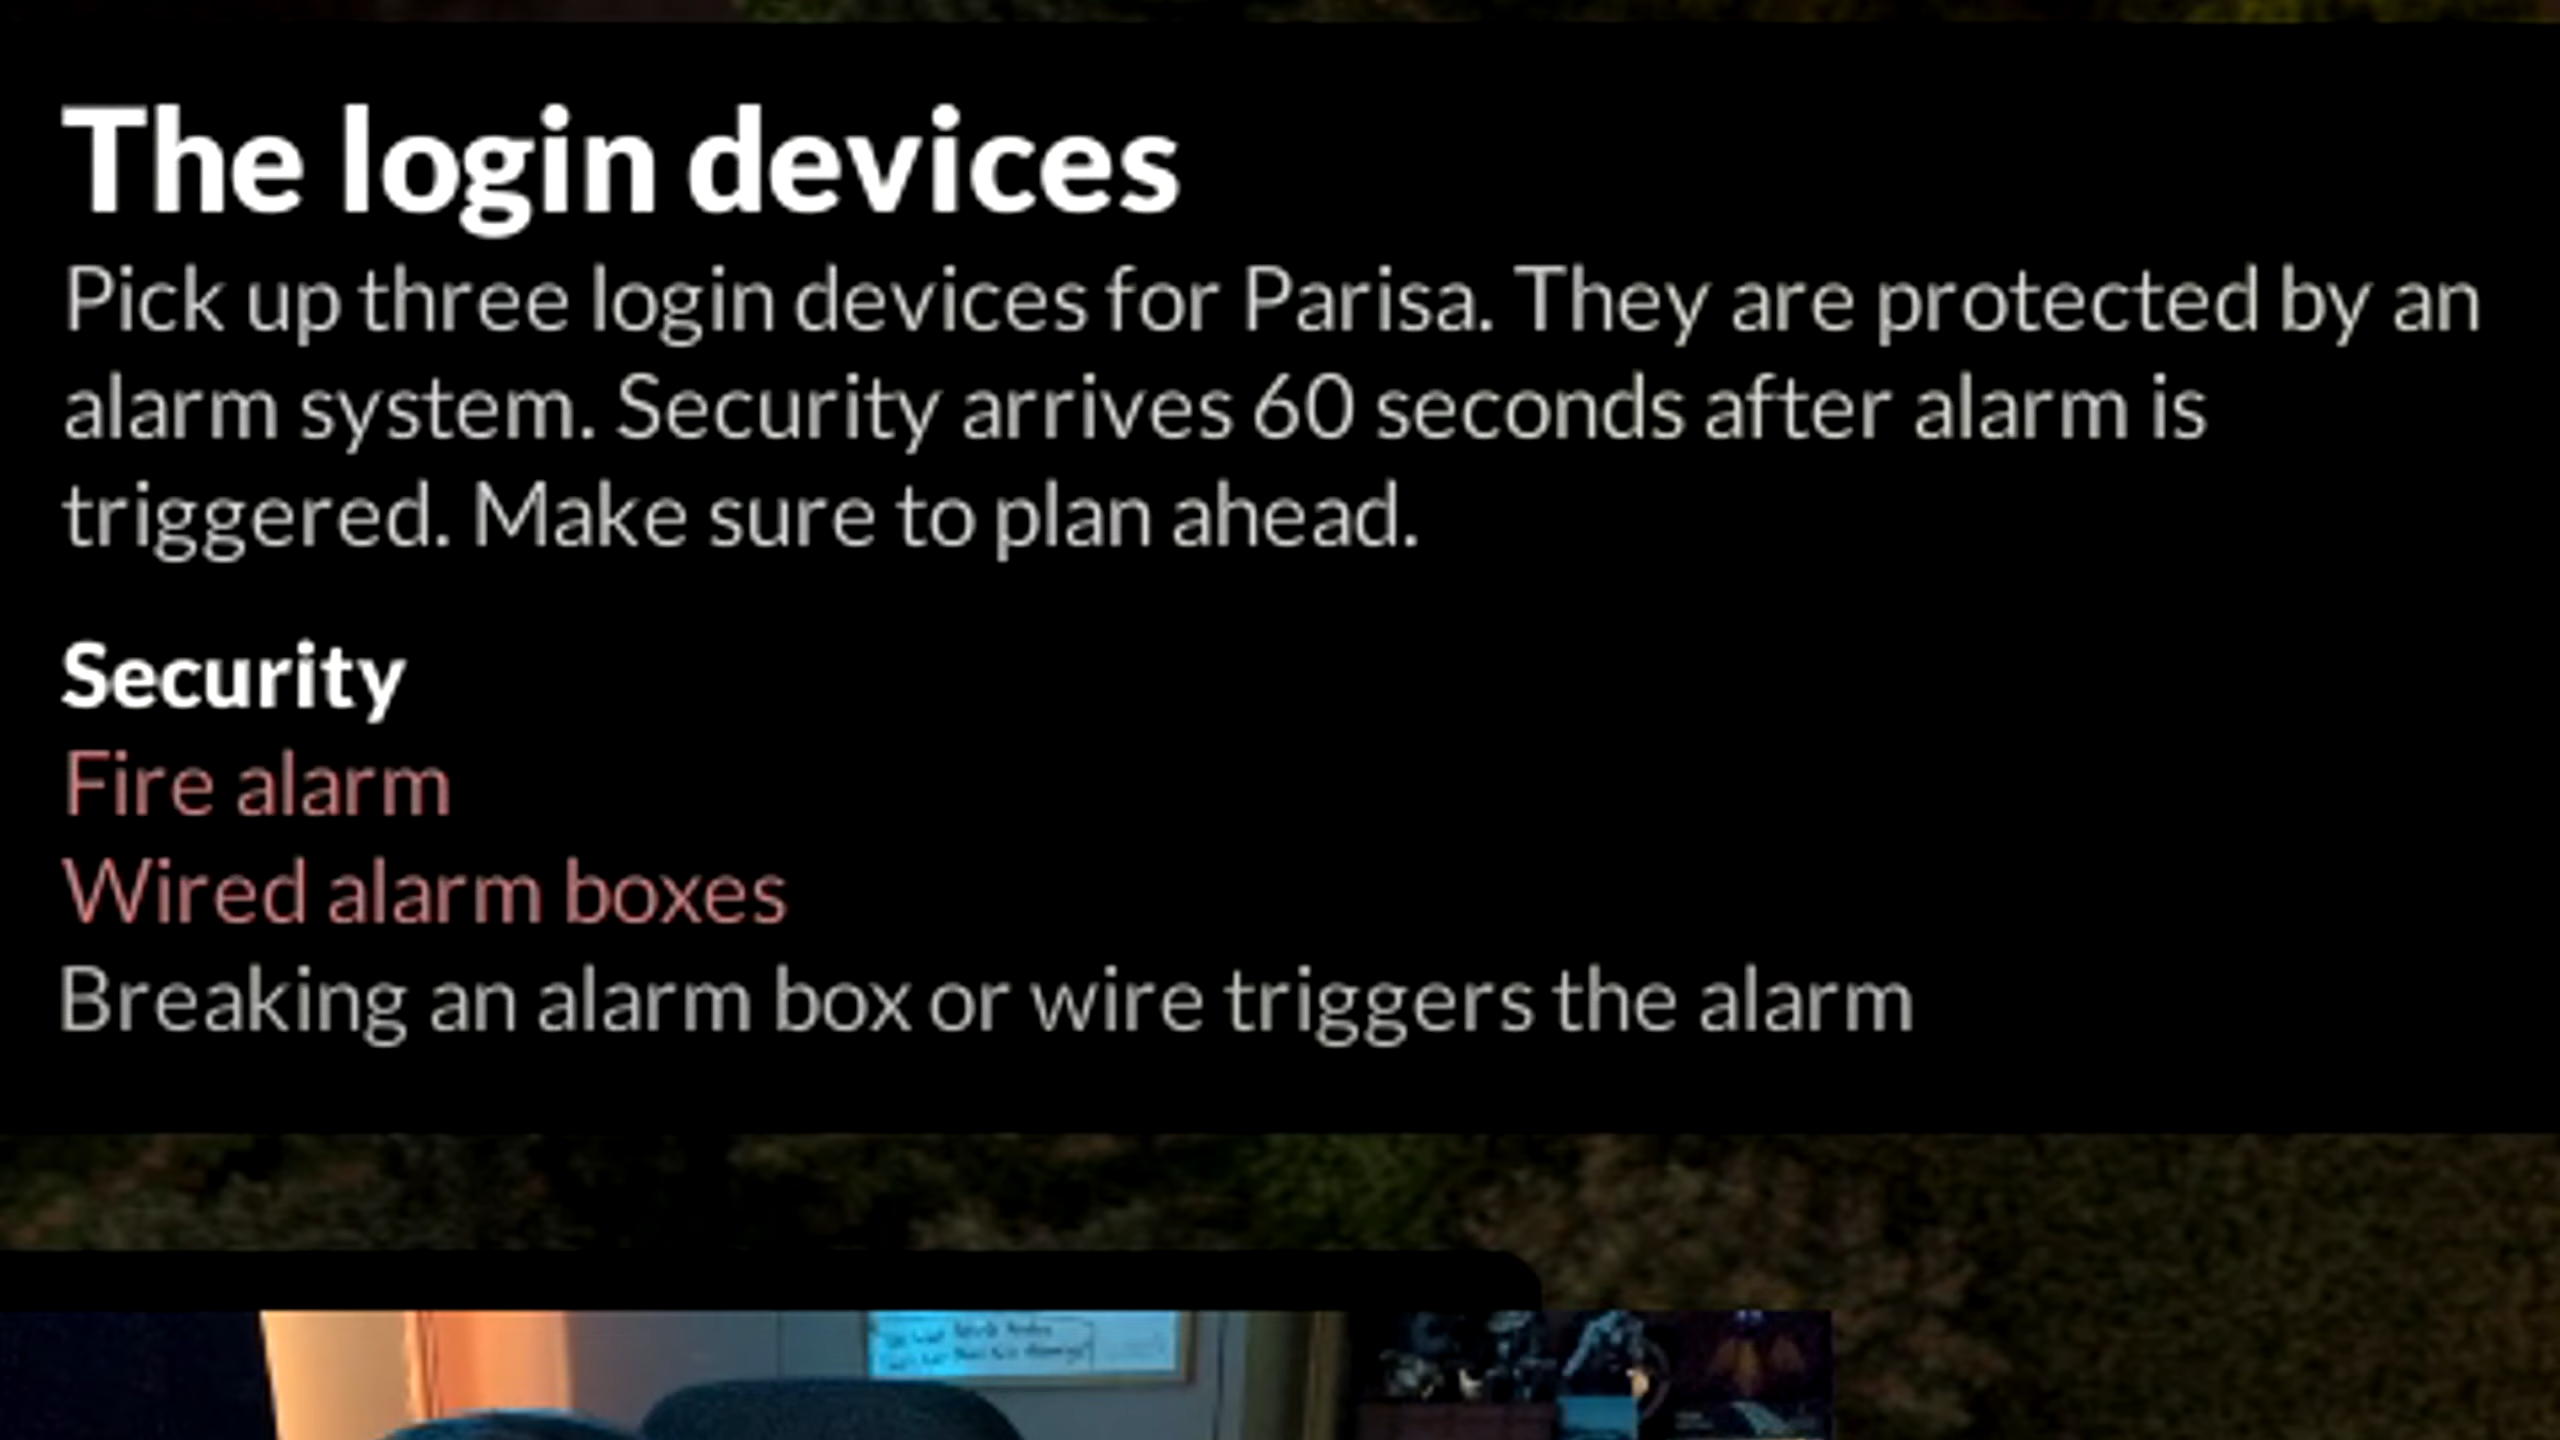 The login devices
Pick up three login devices for Parisa. They are protected by an
alarm system. Security arrives 60 seconds after alarm is
triggered. Make sure to plan ahead.
Security
Fire alarm
Wired alarm boxes
Breaking an alarm box or wire triggers the alarm